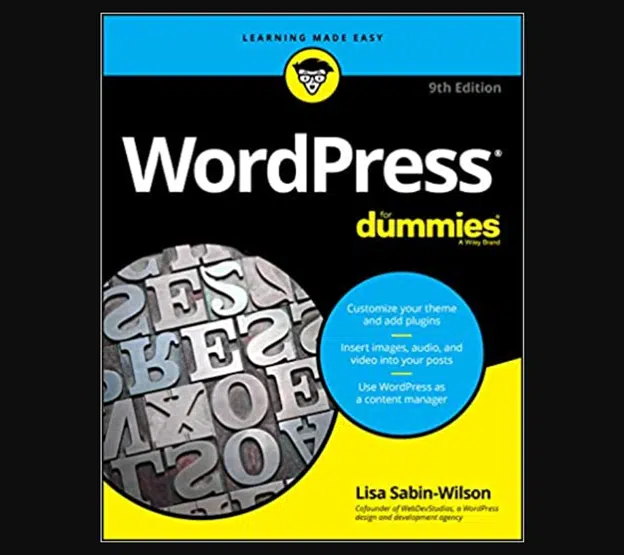 LEARNING MADE EASY
9th Edition
WordPress®
for
dummies®
A Wiley Brand
Customize your theme
and add plugins
Insert images, audio, and
video into your posts
Use WordPress as
a content manager
Lisa Sabin-Wilson
Cofounder of WebDevStudios, a WordPress
design and development agency